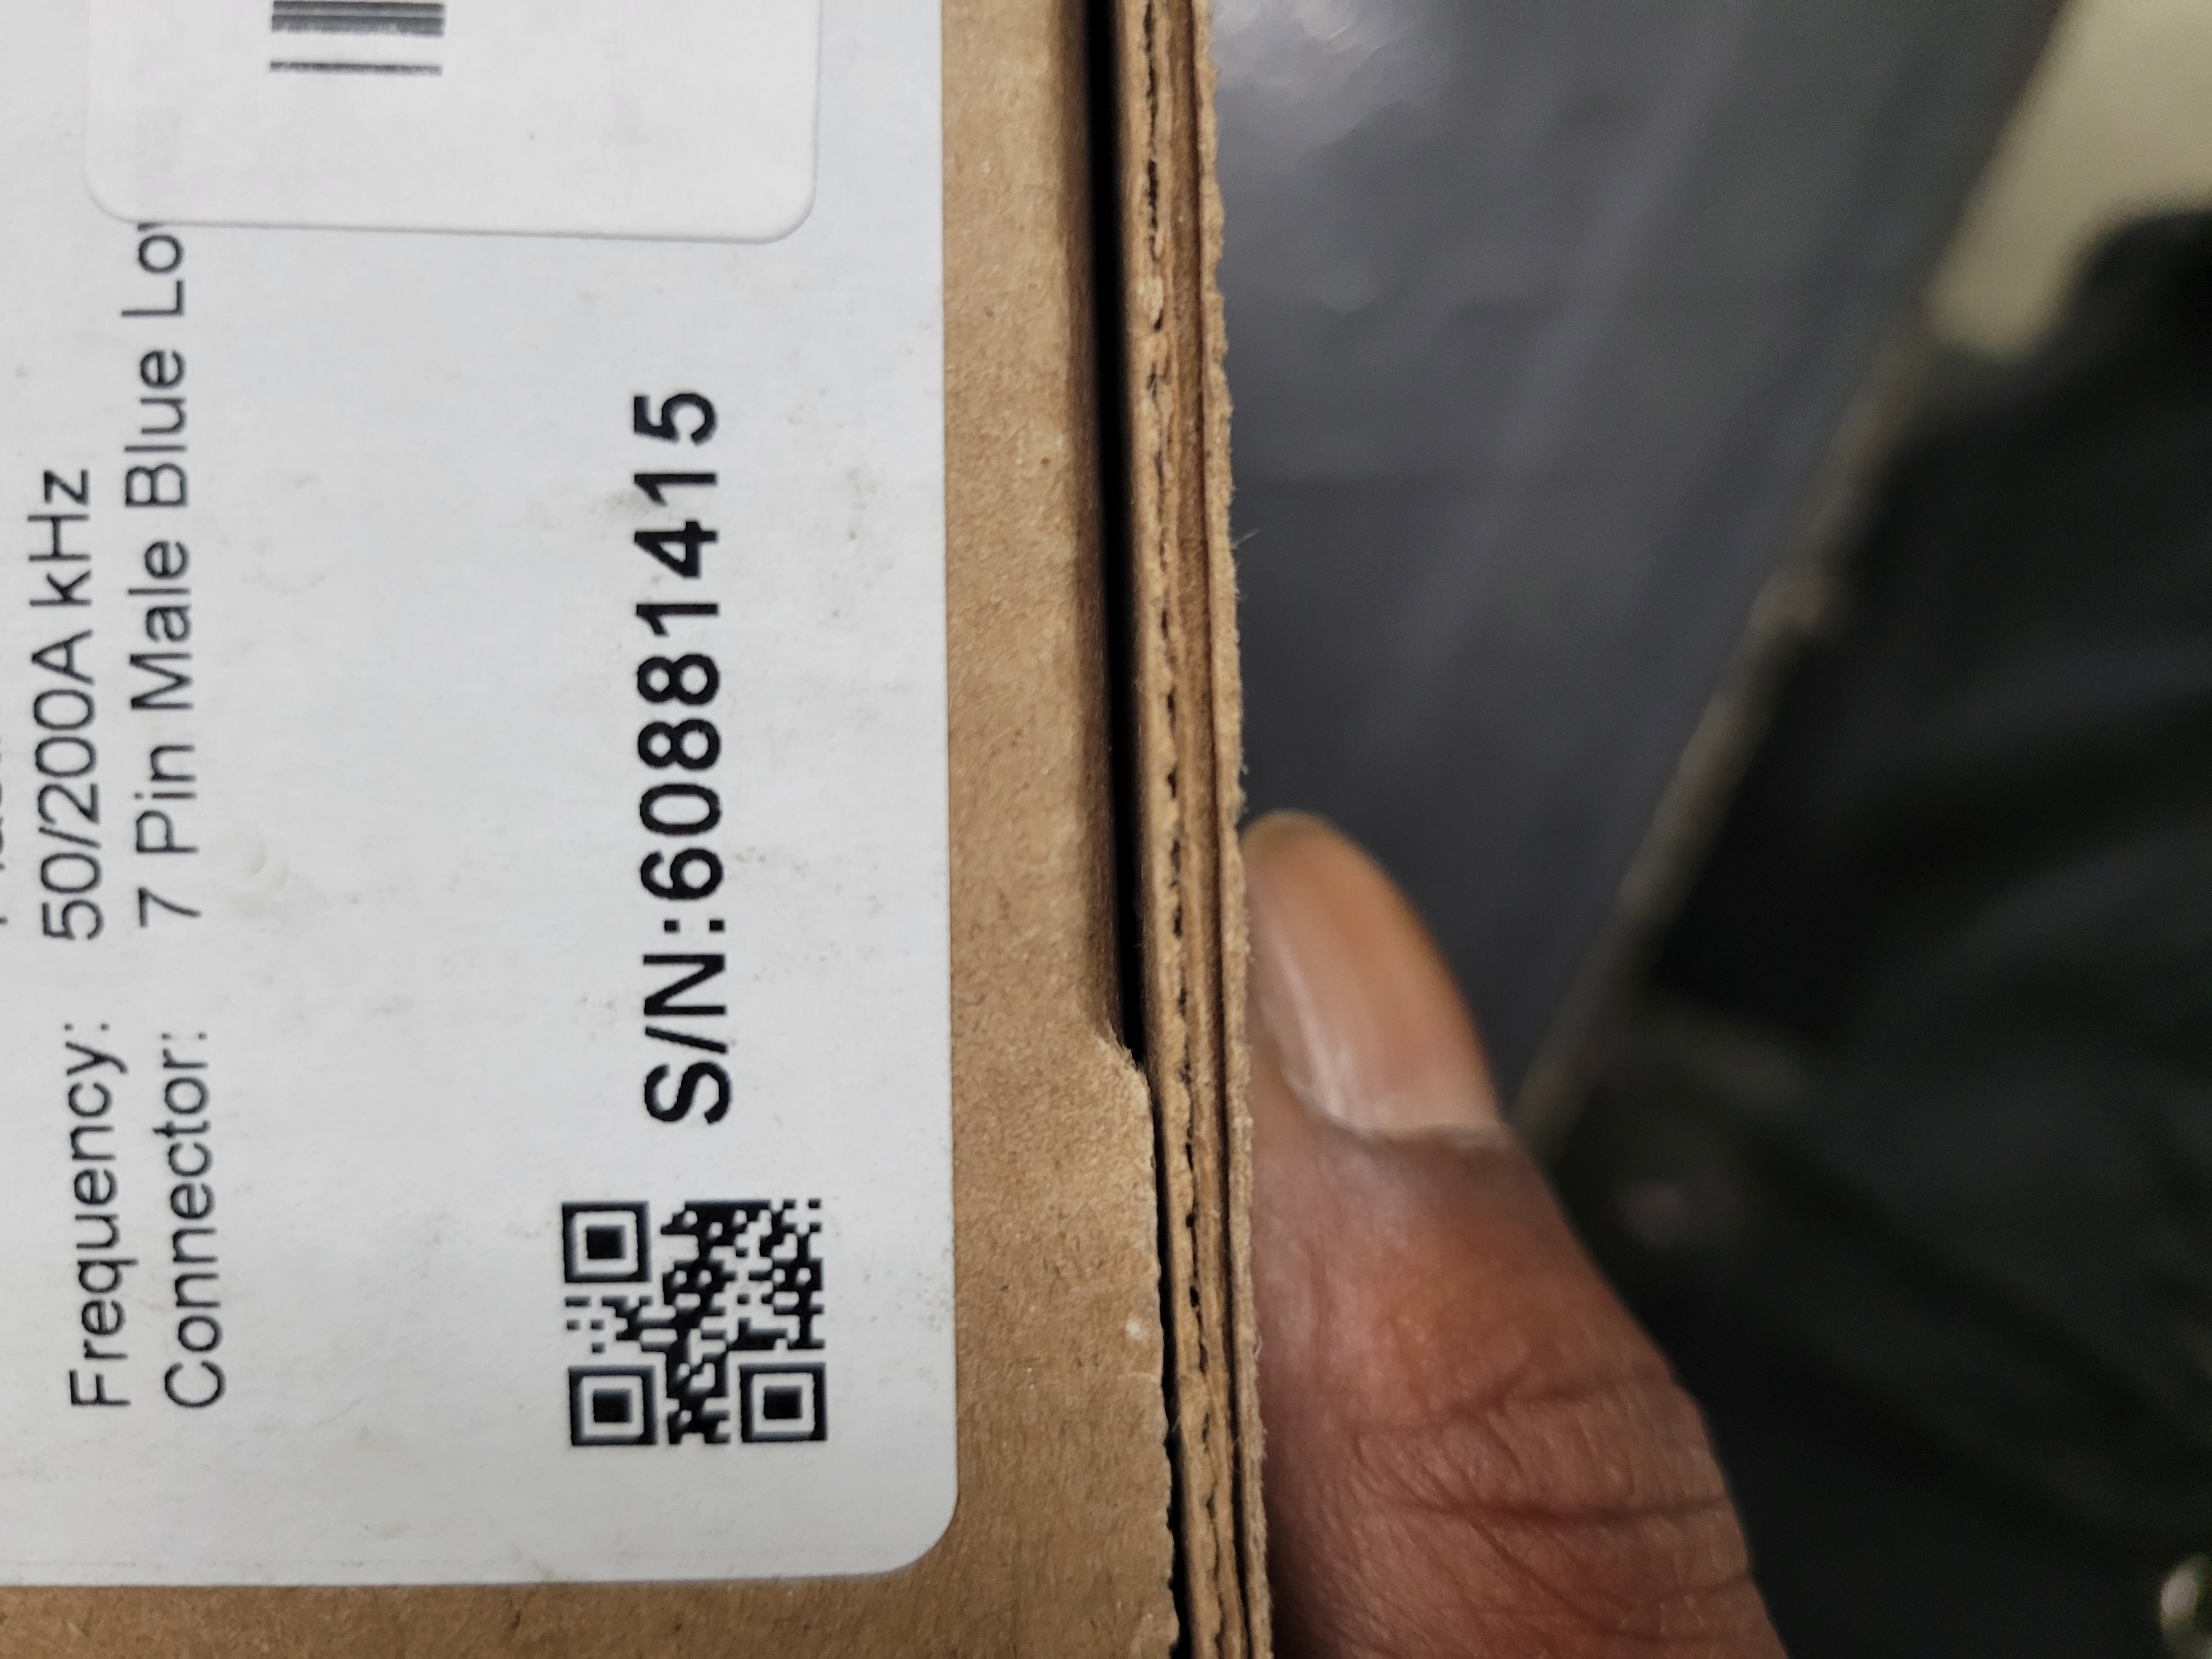 Frequency: 50/200A kHz
Connector: 7 Pin Male Blue
S/N:60881415